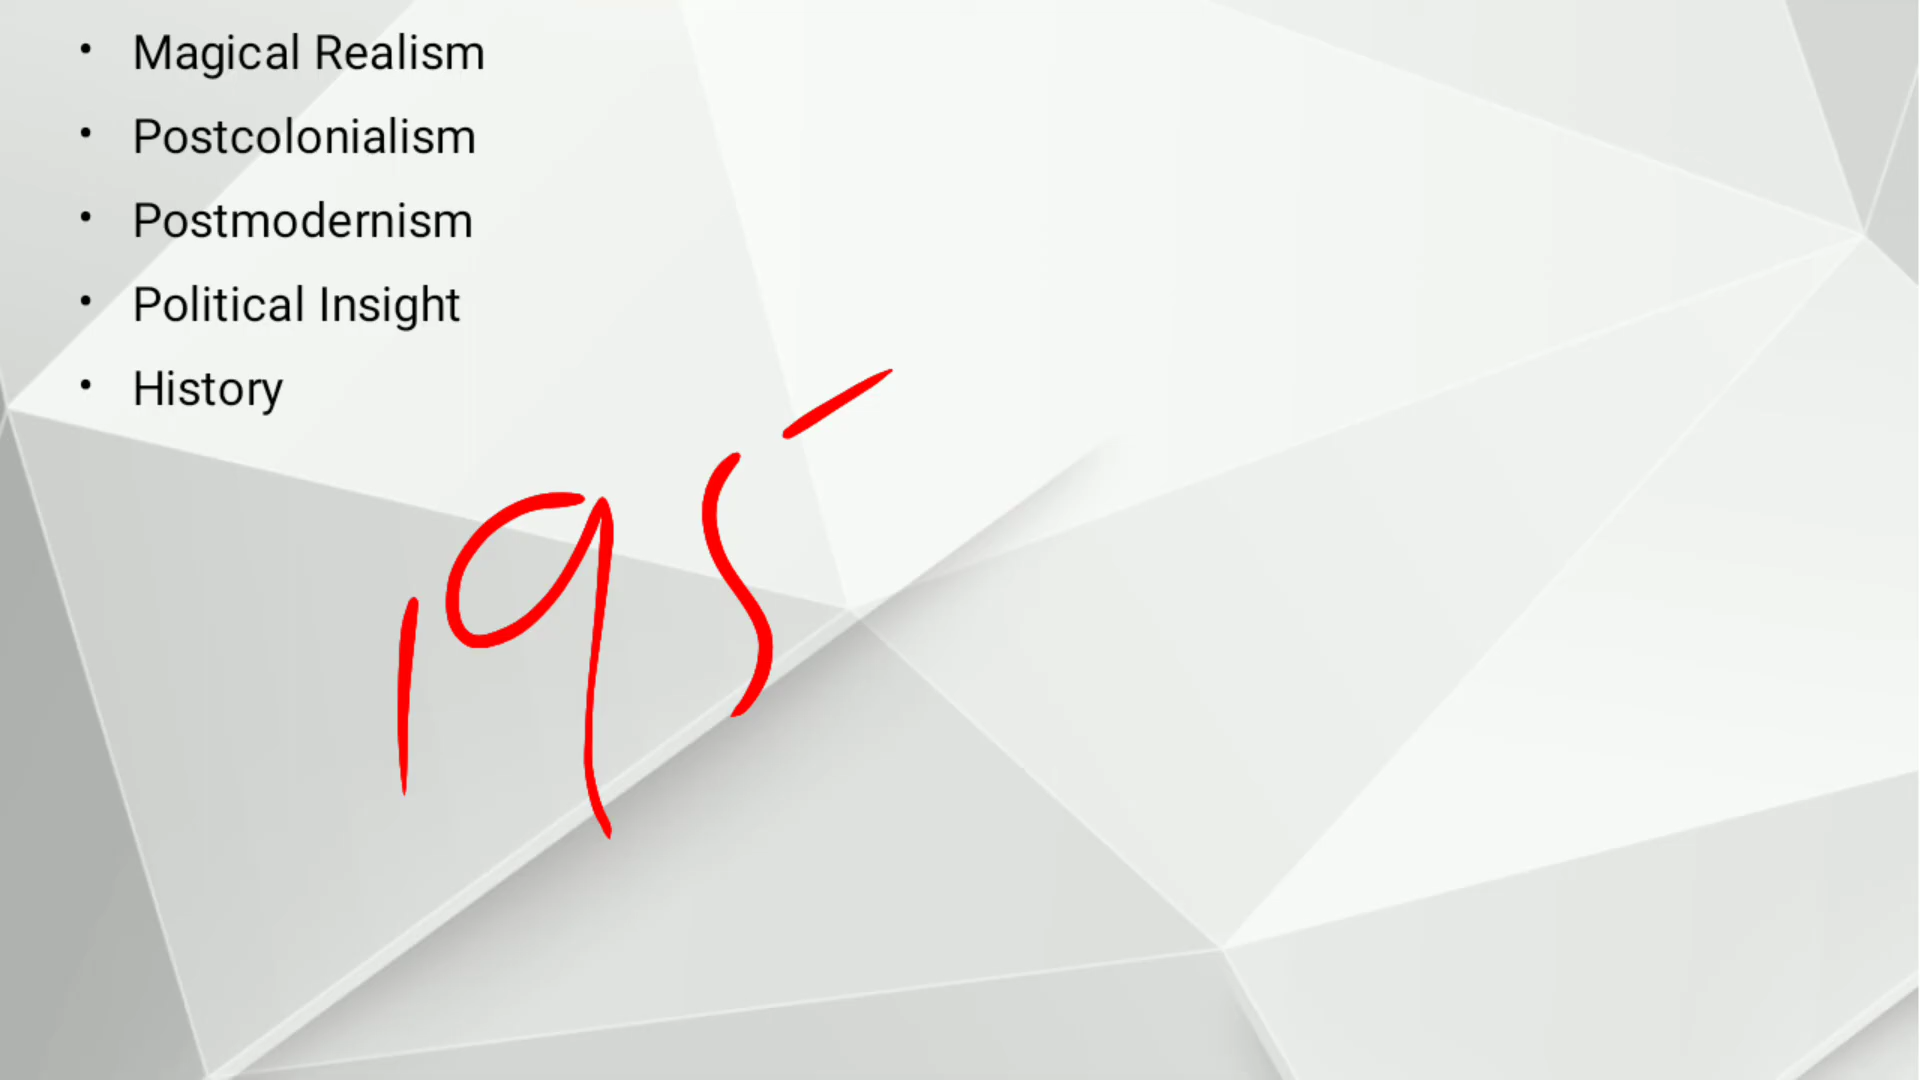 • Magical Realism
• Postcolonialism
• Postmodernism
• Political Insight
• History
195